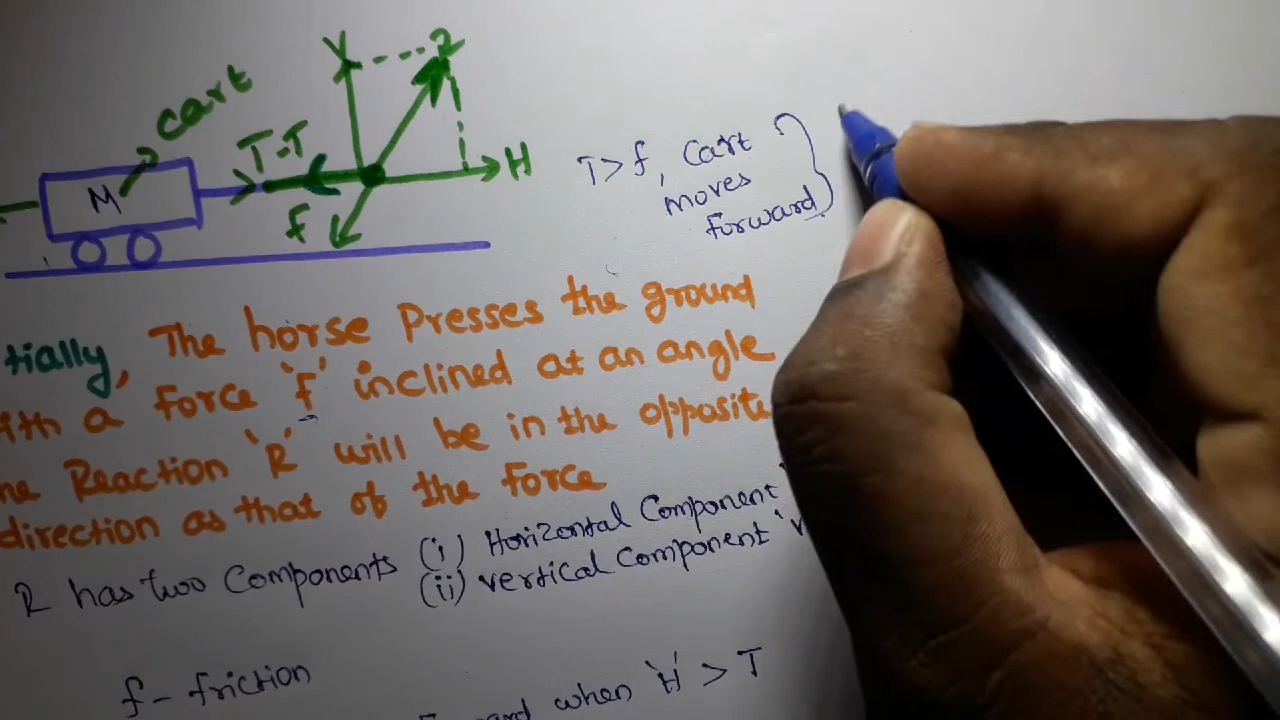 cart
Y
R
T T
H
M
f
T > f, Cart
moves
forward
tially, The horse Presses the ground
ith a force 'f' inclined at an angle
Reaction 'R' will be in the opposite
direction as that of the force
R has two Components (i) Horizontal Component
(ii) vertical Component
f - friction
when 'H' > T